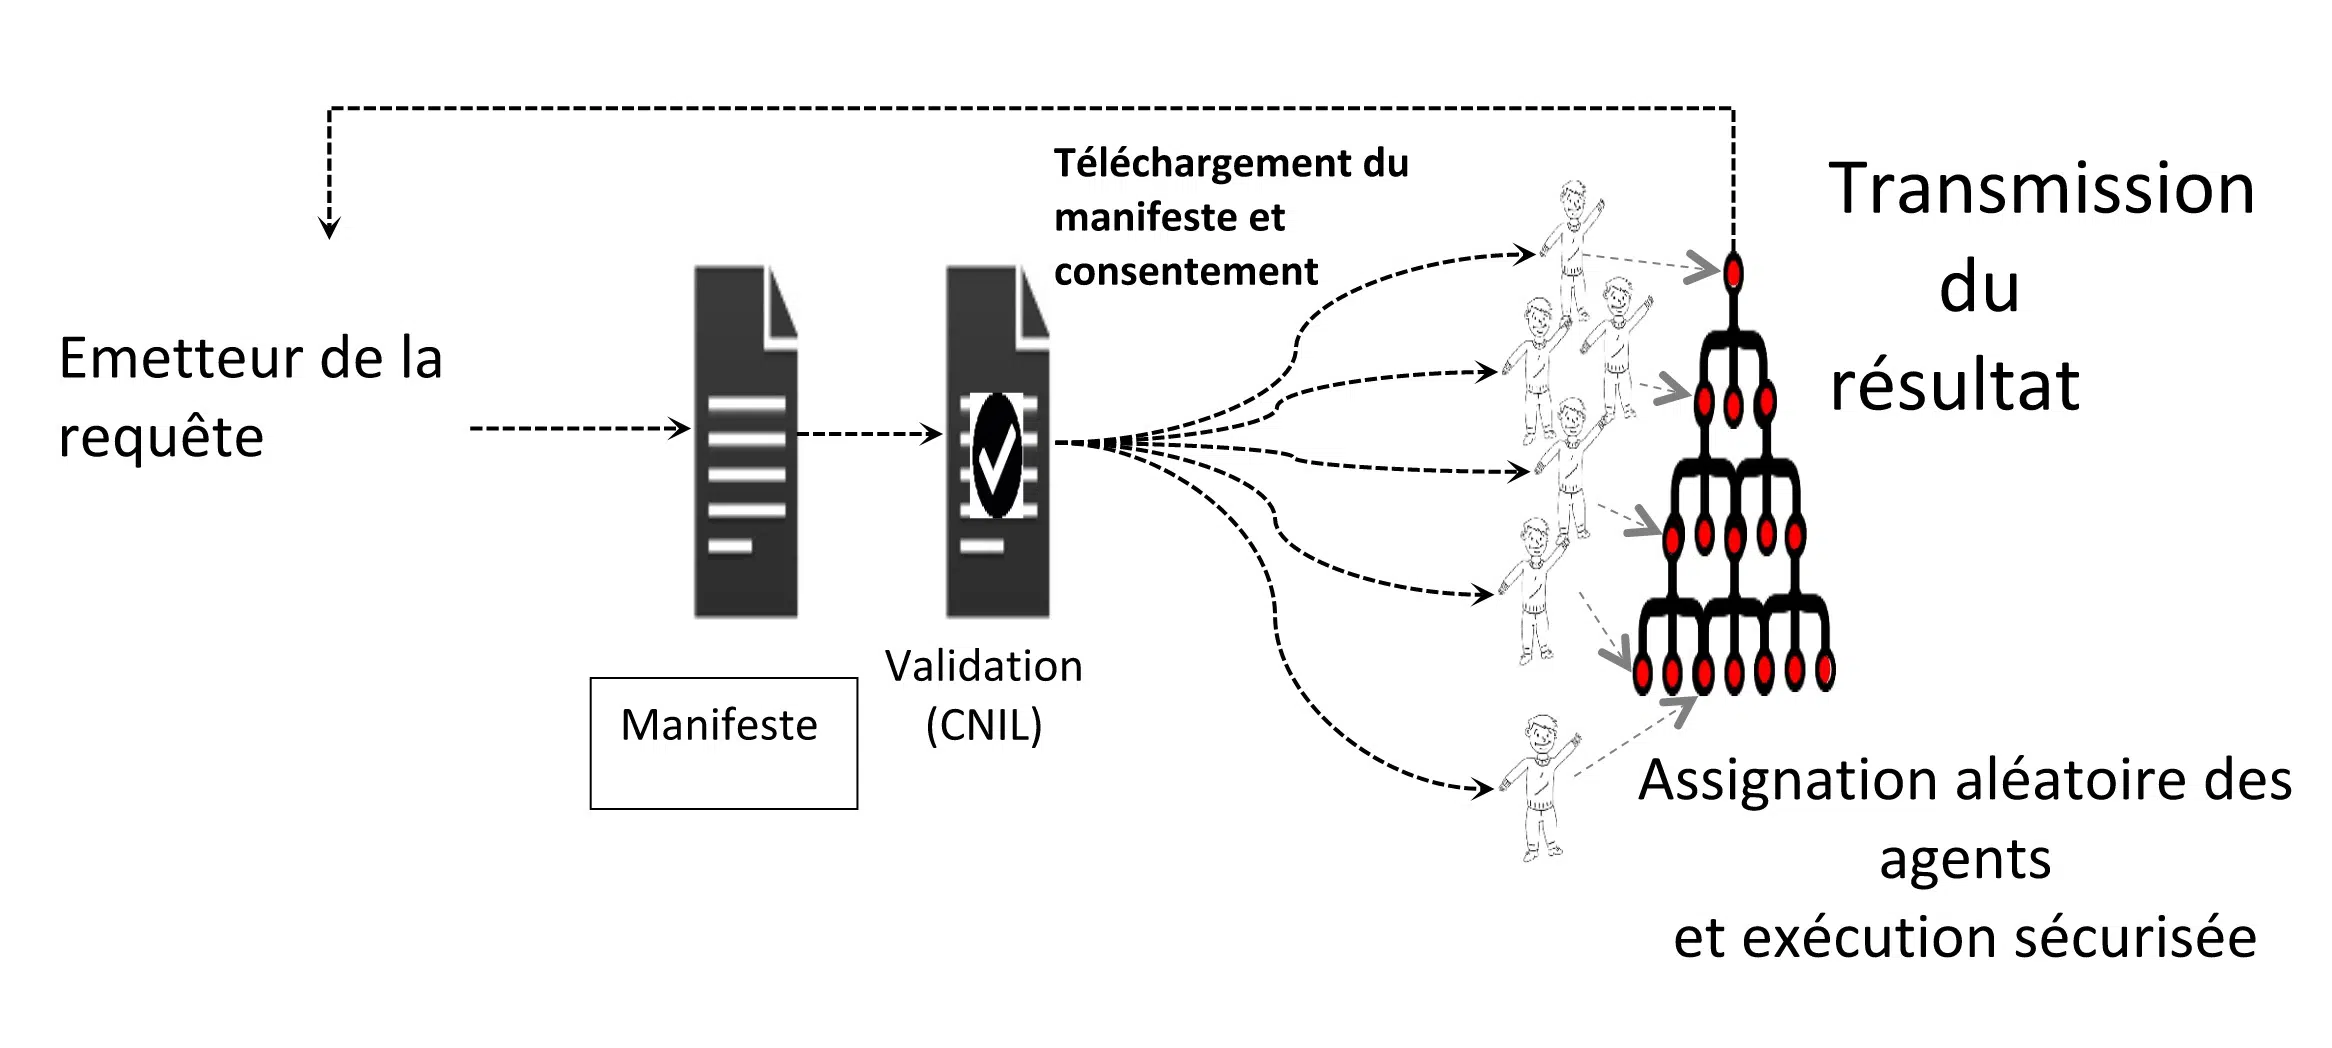 Emetteur de la
requête
Manifeste
Validation
(CNIL)
Téléchargement du
manifeste et
consentement
Transmission
du
résultat
Assignation aléatoire des
agents
et exécution sécurisée